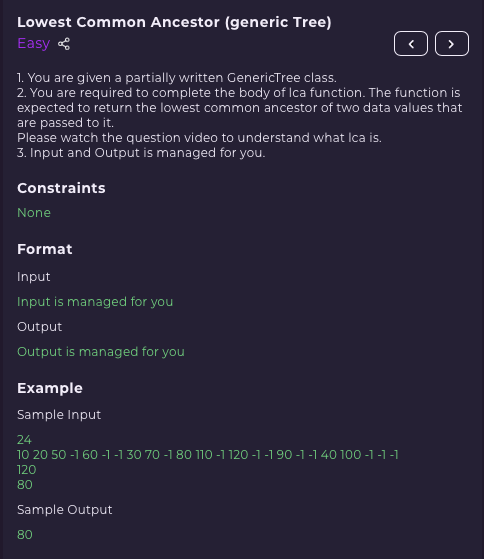 Lowest Common Ancestor (generic Tree)
Easy
1. You are given a partially written GenericTree class.
2. You are required to complete the body of lca function. The function is
expected to return the lowest common ancestor of two data values that
are passed to it.
Please watch the question video to understand what lca is.
3. Input and Output is managed for you.
Constraints
None
Format
Input
Input is managed for you
Output
Output is managed for you
Example
Sample Input
24
10 20 50 -1 60 -1 -1 30 70 -1 80 110 -1 120 -1 -1 90 -1 -1 40 100 -1 -1 -1
120
80
Sample Output
80